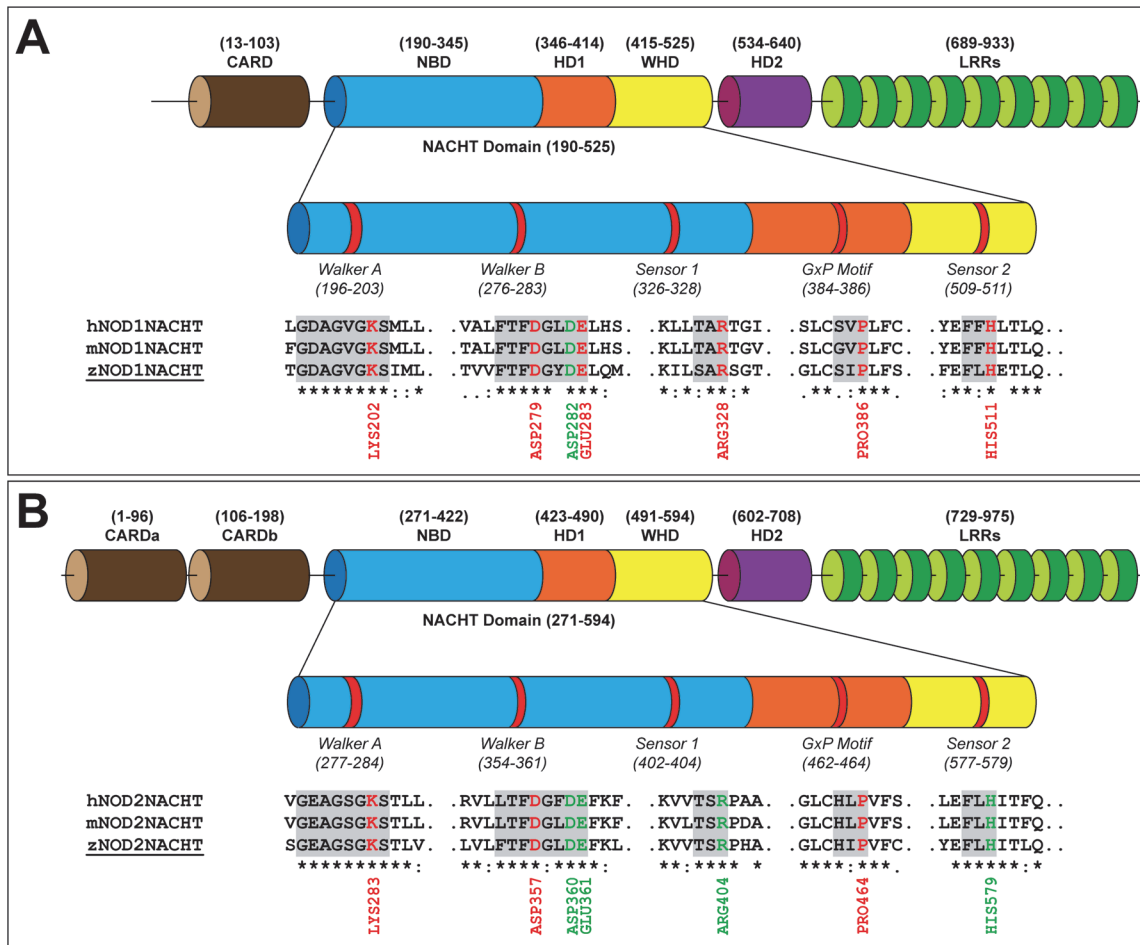 A
(13-103) (190-345) (346-414) (415-525) (534-640) (689-933)
CARD NBD HD1 WHD HD2 LRRs
NACHT Domain (190-525)
Walker A Walker B Sensor 1 GxP Motif Sensor 2
(196-203) (276-283) (326-328) (384-386) (509-511)
hNOD1NACHT LGDAGVGKSMLL. .VALFTFDGLDELHS. .KLLTARTGI. .SLCSVPLFC. .YEFFHLTLQ. .
mNOD1NACHT FGDAGVGKSMLL. .TALFTFDGLDELHS. .KLLTARTGV. .SLCGVPLFC. .YEFFHLTLQ. .
zNOD1NACHT TGDAGVGKSIML. .TVVFTFDGYDELQM. .KILSARSGT. .GLCSIPLFC. .FEFLHETLQ. .
********::* ..:***** ***: *:*:**:* **:*** :**:* ***
LYS202 ASP279 ASP282 GLU283 ARG328 PRO386 HIS511
B
(1-96) (106-198) (271-422) (423-490) (491-594) (602-708) (729-975)
CARDa CARDb NBD HD1 WHD HD2 LRRs
NACHT Domain (271-594)
Walker A Walker B Sensor 1 GxP Motif Sensor 2
(277-284) (354-361) (402-404) (462-464) (577-579)
hNOD2NACHT VGEAGSGKSTLL. .RVLLTFDGFDEFKF. .KVVTSRPAA. .GLCHLPVFS. .LEFLHITFQ. .
mNOD2NACHT VGEAGSGKSTLL. .RVLLTFDGLDEFKF. .KVVTSRPDA. .GLCHLPVFS. .LEFLHITFQ. .
zNOD2NACHT SGEAGSGKSTLV. .LVLFTFDGLDEFKL. .KVVTSRPHA. .GLCHIPVFC. .YEFLHITLQ. .
**********: **:**** ****  ******* * ****:***. ******:*
LYS283 ASP357 ASP360 GLU361 ARG404 PRO464 HIS579